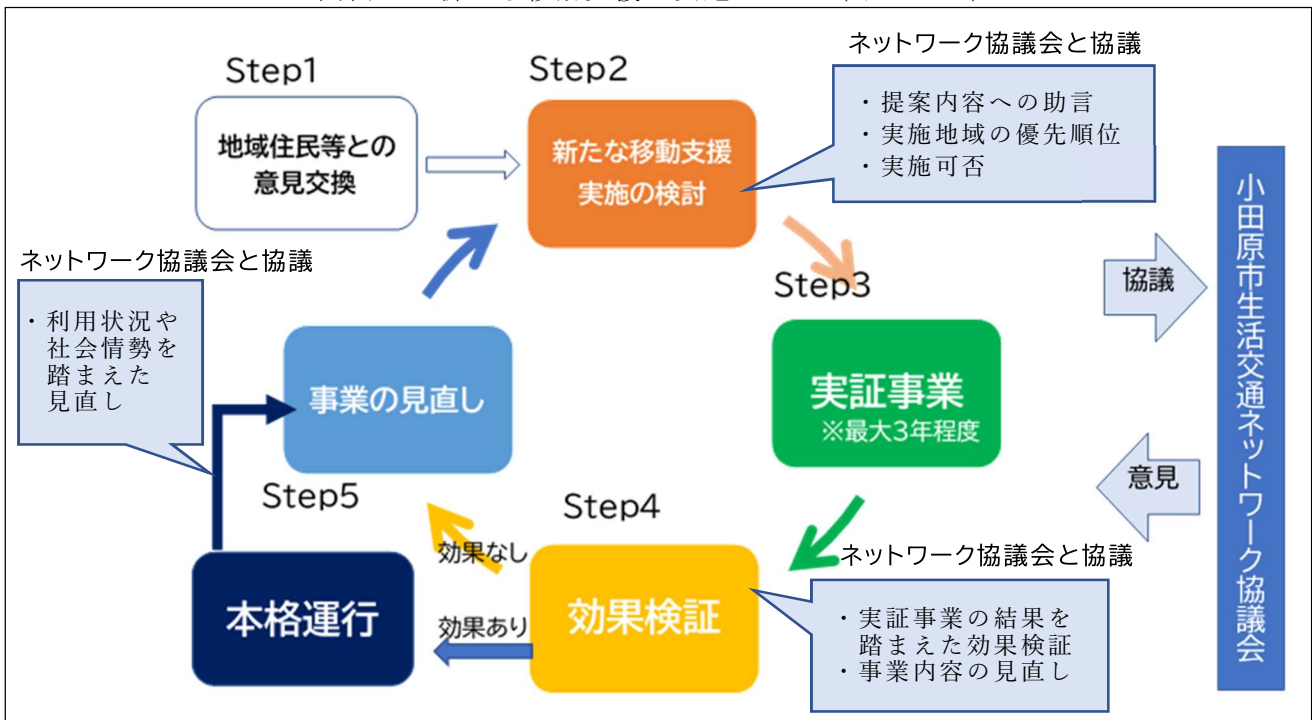 Step1
地域住民等との
意見交換
Step2
新たな移動支援
実施の検討
ネットワーク協議会と協議
・提案内容への助言
・実施地域の優先順位
・実施可否
Step3
実証事業
※最大3年程度
協議
意見
小田原市生活交通ネットワーク協議会
ネットワーク協議会と協議
・利用状況や
社会情勢を
踏まえた
見直し
事業の見直し
Step5
本格運行
効果なし
効果あり
Step4
効果検証
ネットワーク協議会と協議
・実証事業の結果を
踏まえた効果検証
・事業内容の見直し